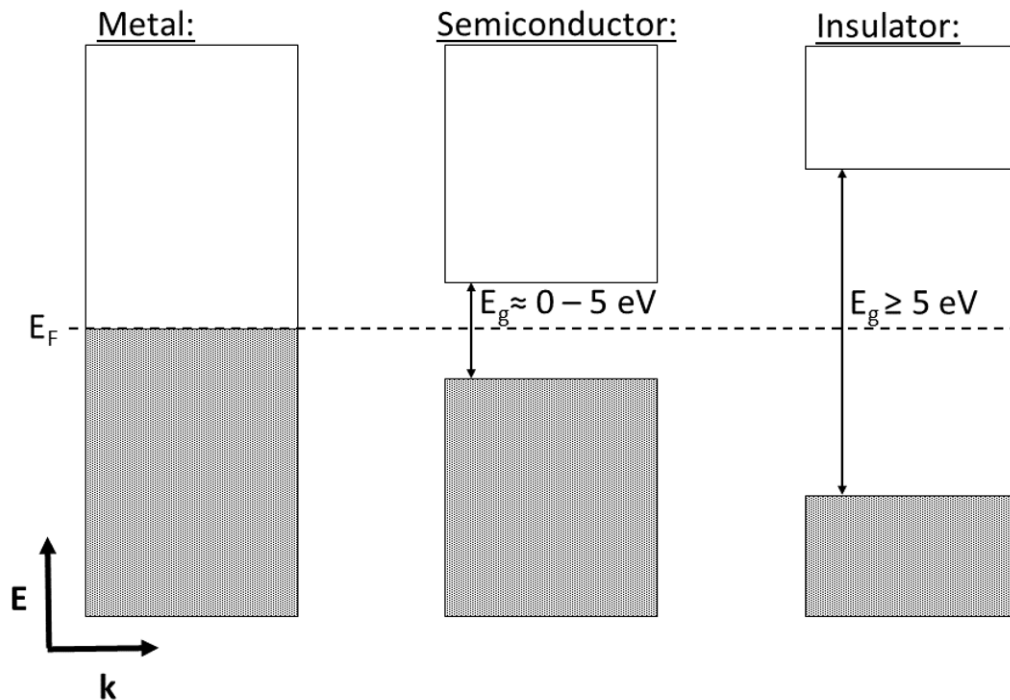 Metal:
Semiconductor:
Insulator:
E_g ≈ 0 – 5 eV
E_g ≥ 5 eV
E_F
E
k